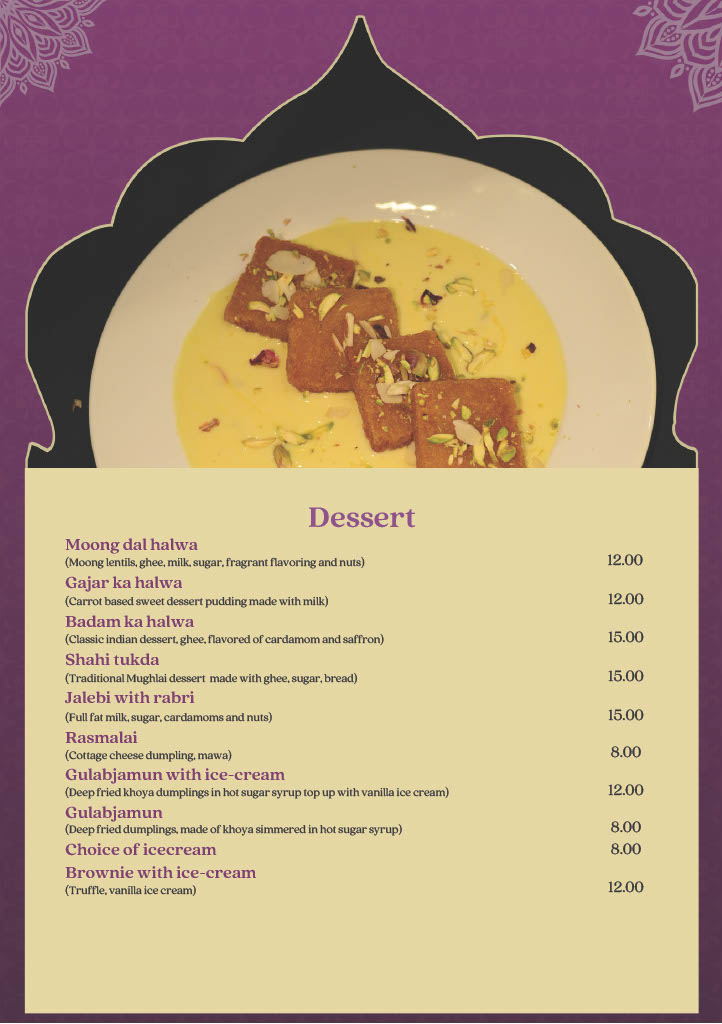 Dessert
Moong dal halwa
(Moong lentils, ghee, milk, sugar, fragrant flavoring and nuts) 12.00
Gajar ka halwa
(Carrot based sweet dessert pudding made with milk) 12.00
Badam ka halwa
(Classic indian dessert, ghee, flavored of cardamom and saffron) 15.00
Shahi tukda
(Traditional Mughlai dessert made with ghee, sugar, bread) 15.00
Jalebi with rabri
(Full fat milk, sugar, cardamoms and nuts) 15.00
Rasmalai
(Cottage cheese dumpling, mawa) 8.00
Gulabjamun with ice-cream
(Deep fried khoya dumplings in hot sugar syrup top up with vanilla ice cream) 12.00
Gulabjamun
(Deep fried dumplings, made of khoya simmered in hot sugar syrup) 8.00
Choice of icecream 8.00
Brownie with ice-cream
(Truffle, vanilla ice cream) 12.00